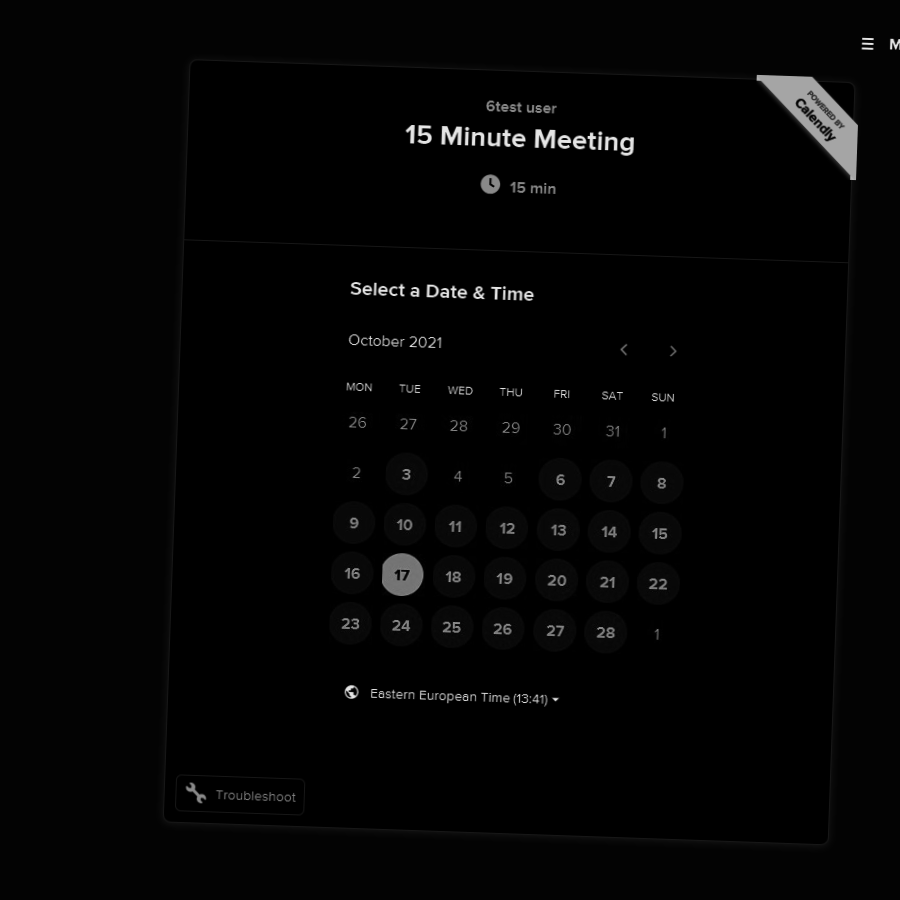 ☰ M
POWERED BY
Calendly
6test user
15 Minute Meeting
15 min
Select a Date & Time
October 2021
MON TUE WED THU FRI SAT SUN
26 27 28 29 30 31 1
2 3 4 5 6 7 8
9 10 11 12 13 14 15
16 17 18 19 20 21 22
23 24 25 26 27 28 1
Eastern European Time (13:41)
Troubleshoot